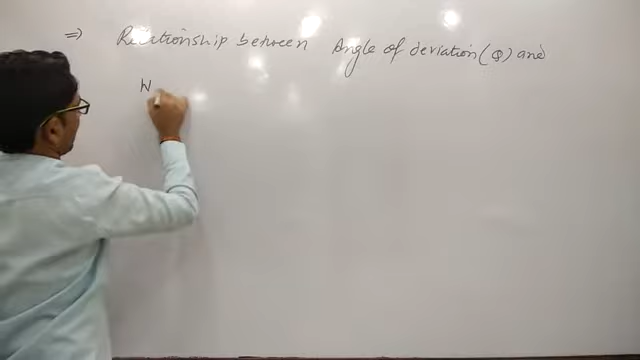 ⇒ Relationship between Angle of deviation (Q) and
W